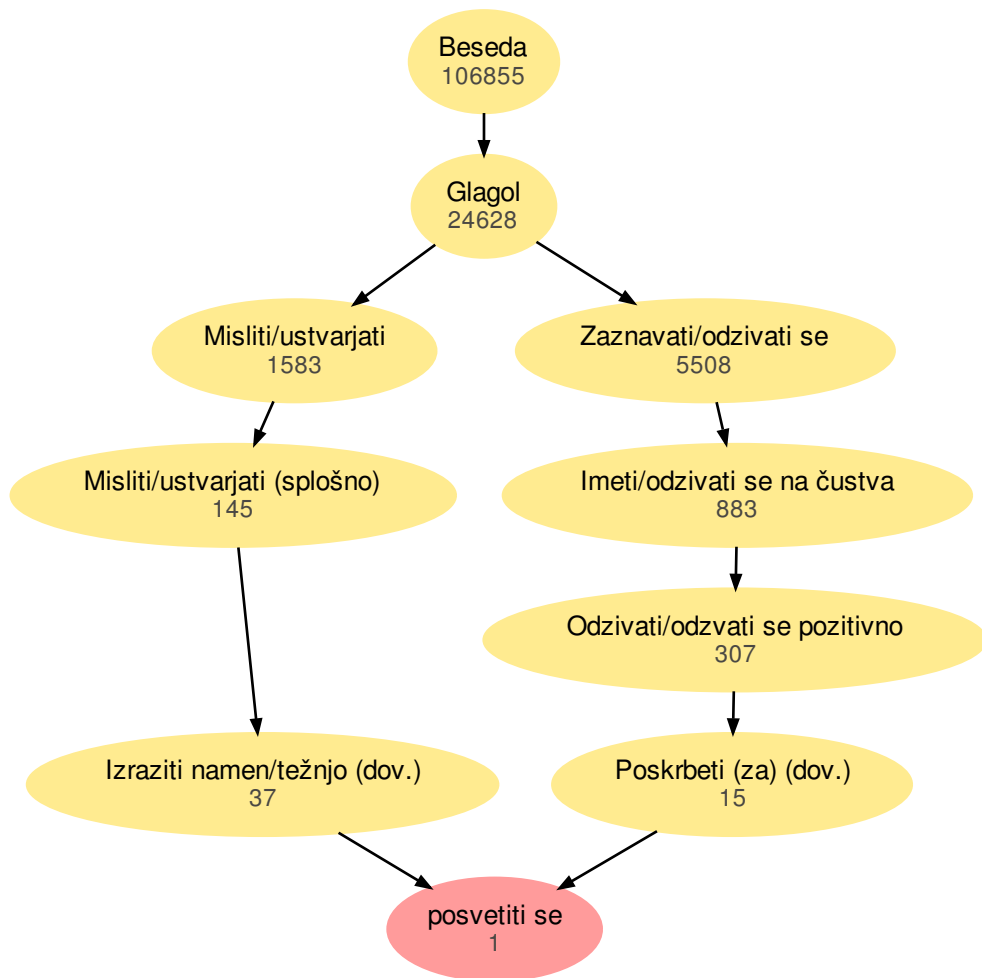 Beseda
106855
Glagol
24628
Misliti/ustvarjati
1583
Zaznavati/odzivati se
5508
Misliti/ustvarjati (splošno)
145
Imeti/odzivati se na čustva
883
Odzivati/odzvati se pozitivno
307
Izraziti namen/težnjo (dov.)
37
Poskrbeti (za) (dov.)
15
posvetiti se
1